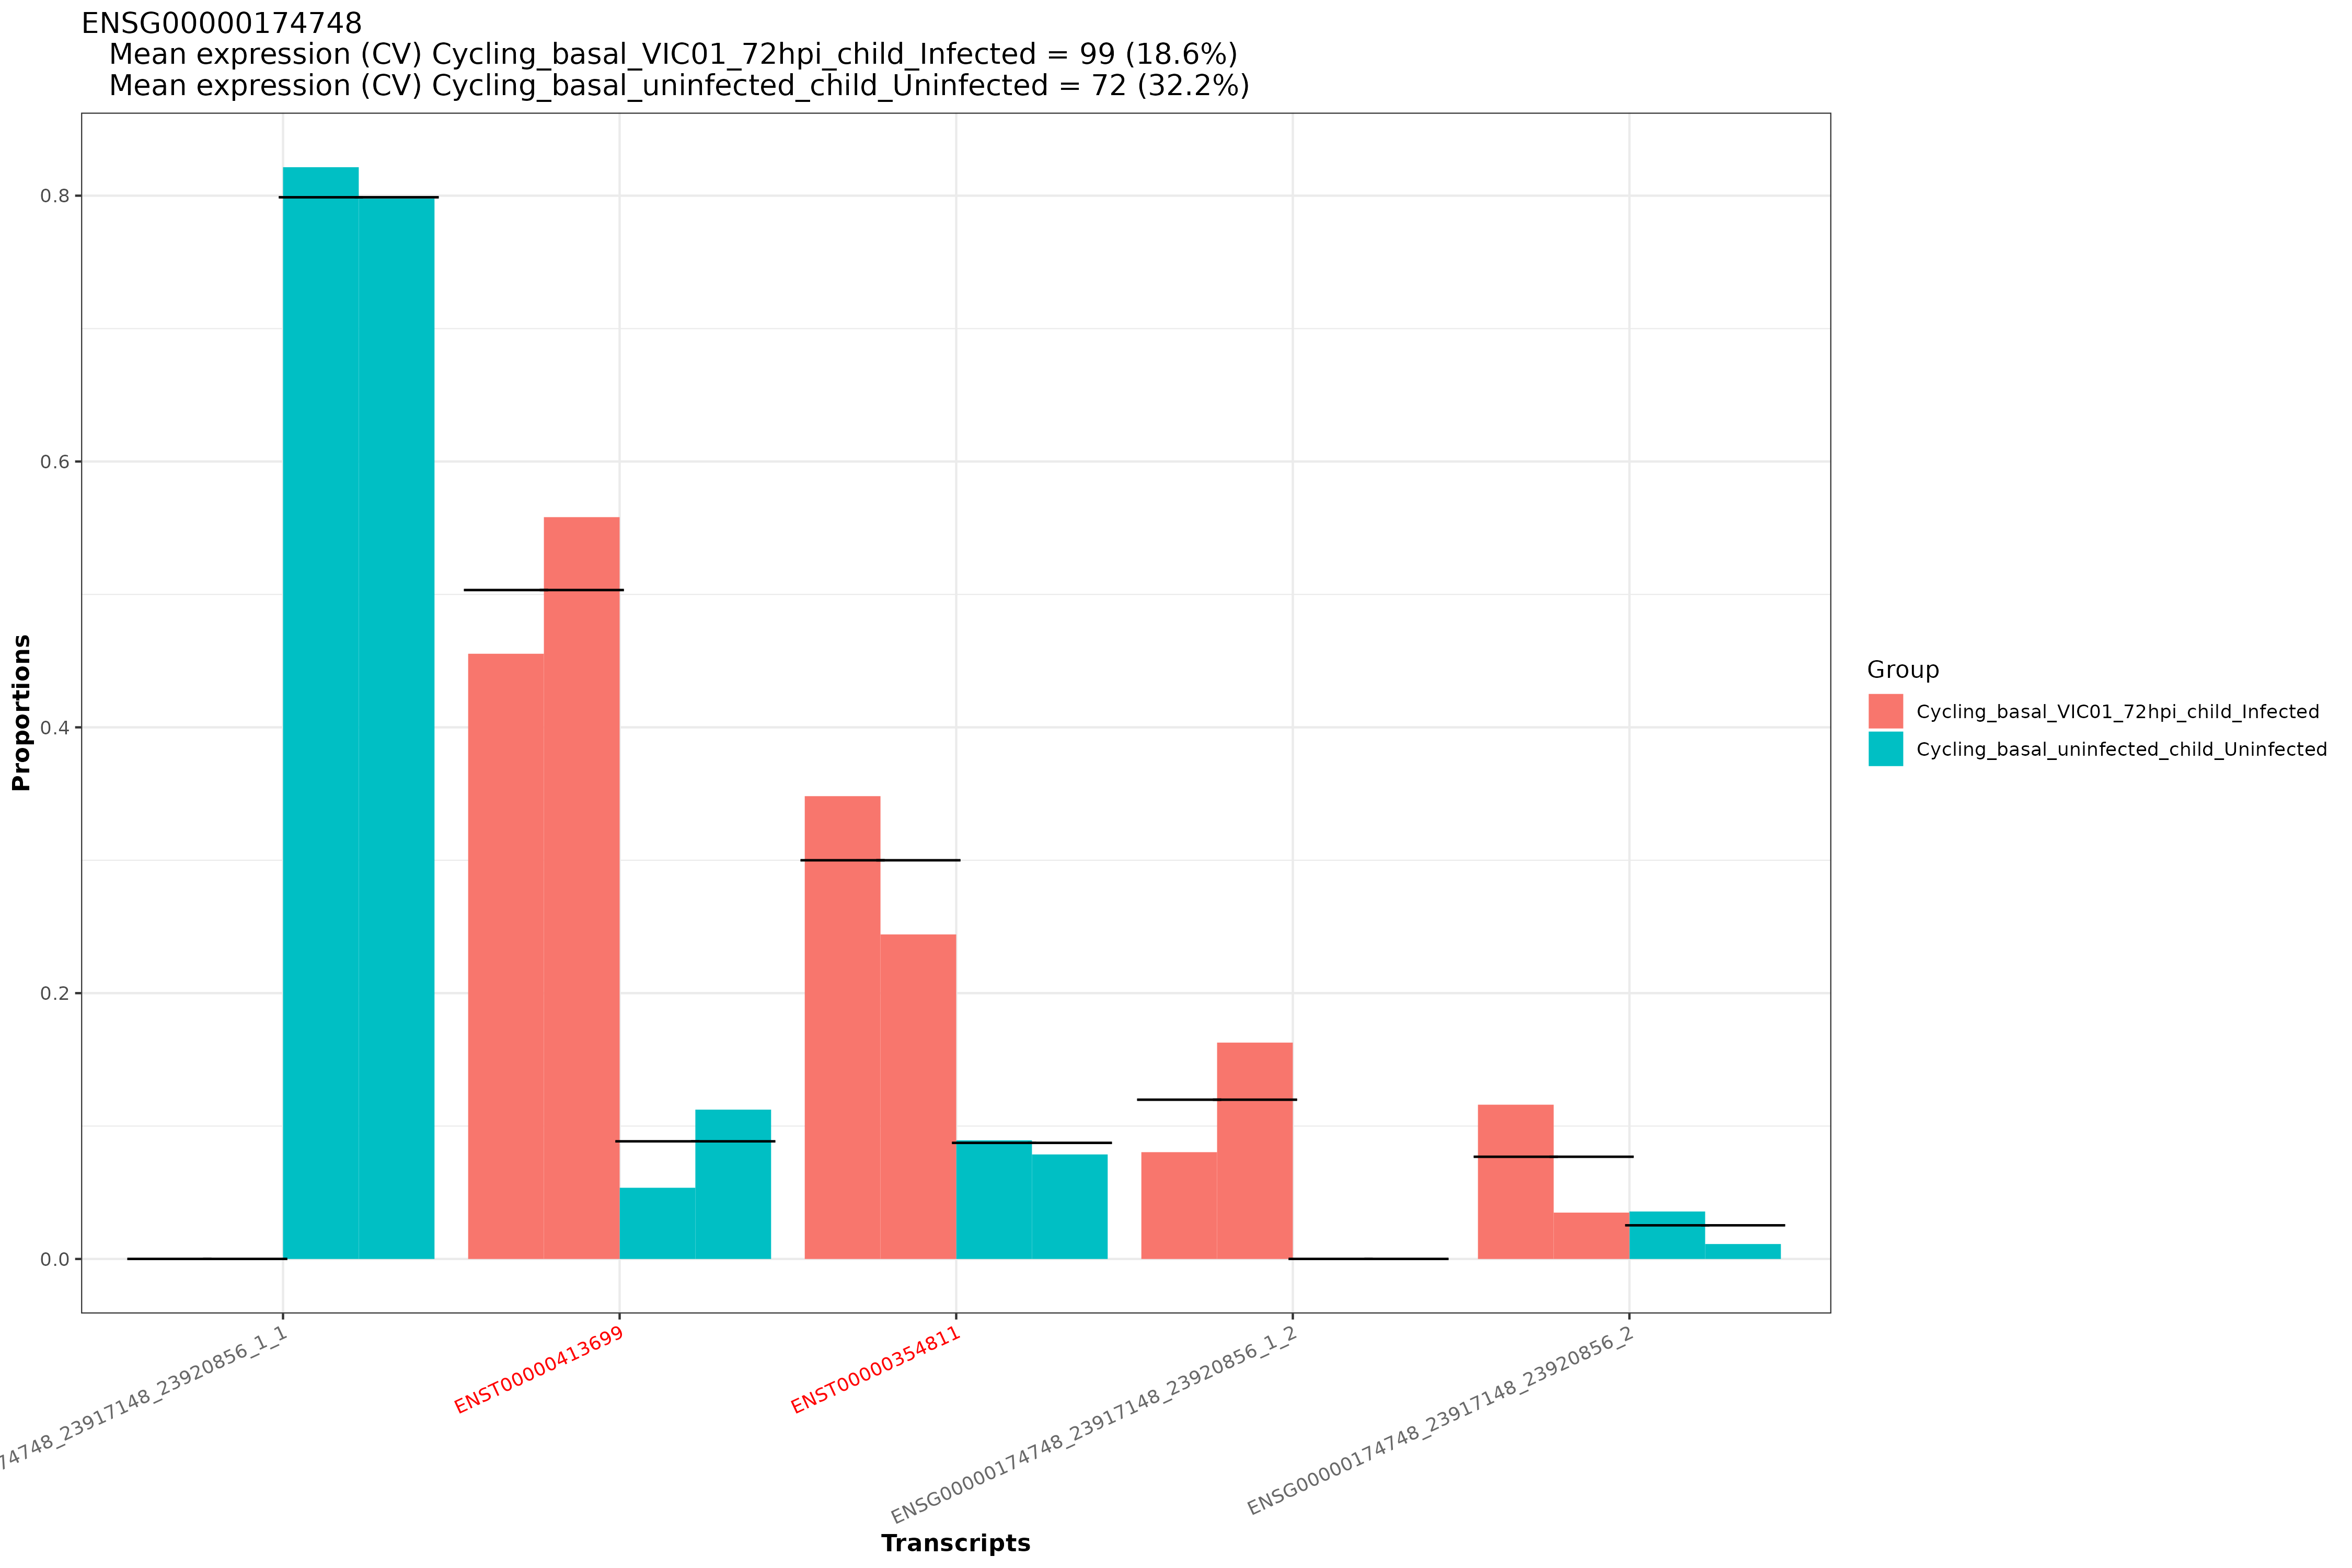 ENSG00000174748
Mean expression (CV) Cycling_basal_VIC01_72hpi_child_Infected = 99 (18.6%)
Mean expression (CV) Cycling_basal_uninfected_child_Uninfected = 72 (32.2%)
0.8
0.6
0.4
0.2
0.0
Proportions
Group
Cycling_basal_VIC01_72hpi_child_Infected
Cycling_basal_uninfected_child_Uninfected
74748_23917148_23920856_1_1
ENST00000413699
ENST00000354811
ENSG00000174748_23917148_23920856_1_2
ENSG00000174748_23917148_23920856_2
Transcripts